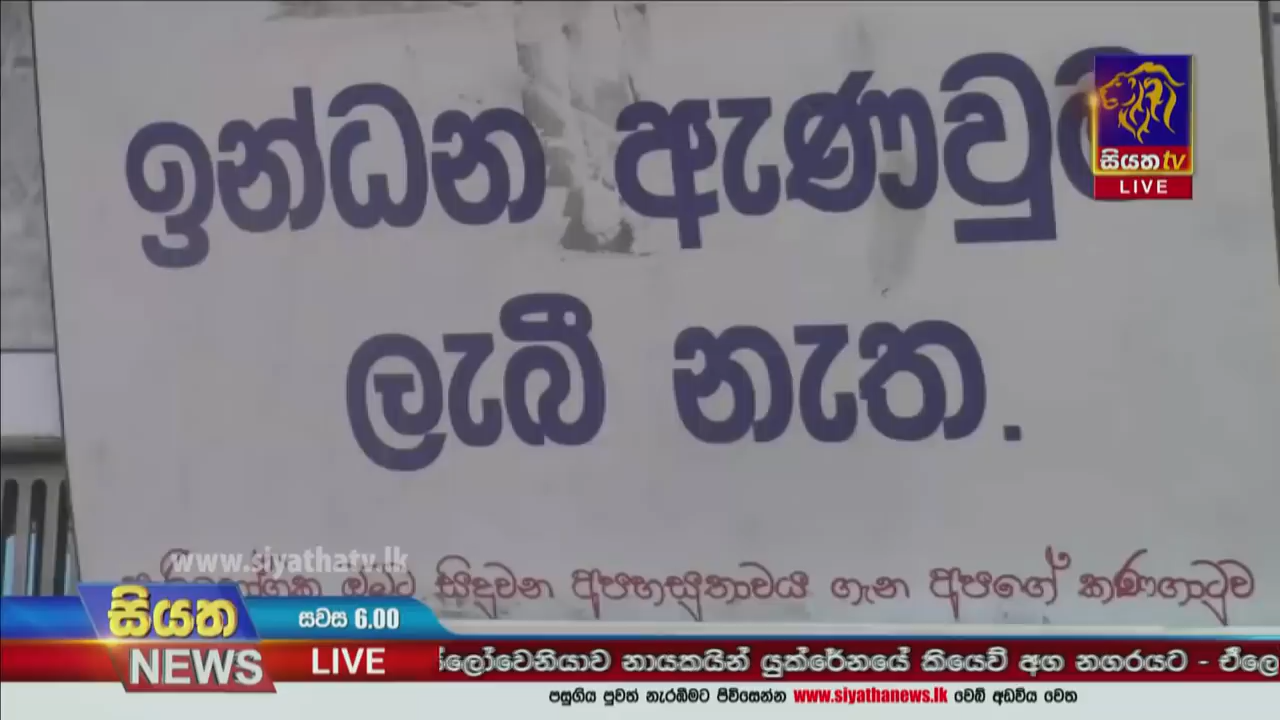 ඉන්ධන ඇණවුම්
ලැබී නැත.
සිදුවන අපහසුතාවය ගැන අපගේ කණගාටුව
සියත tv
LIVE
www.siyathatv.lk
සියත
NEWS
සවස 6.00
LIVE
නායකයින් යුක්රේනයේ කියෙව් අග නගරයට -
පසුගිය පුවත් නැරඹීමට පිවිසෙන්න www.siyathanews.lk වෙබ් අඩවිය වෙත